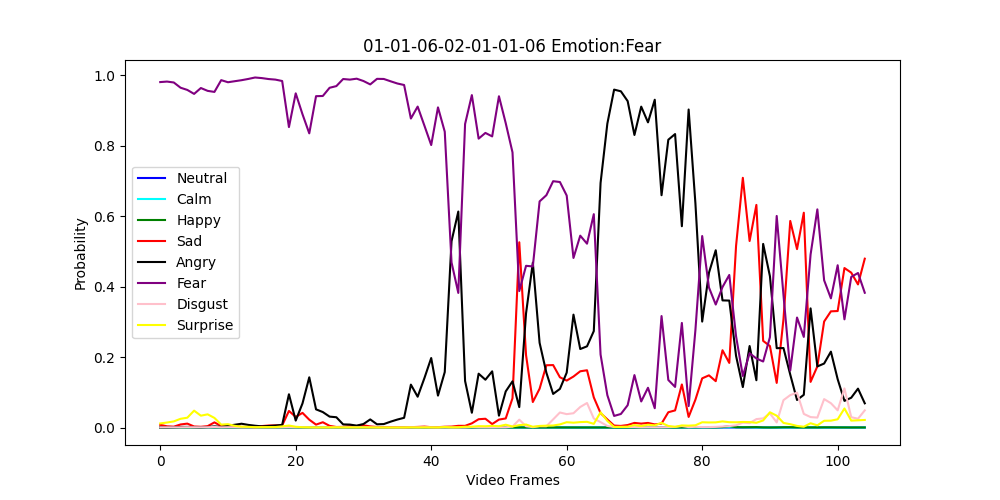 01-01-06-02-01-01-06 Emotion:Fear
1.0
0.8
0.6
0.4
0.2
0.0
Probability
Neutral
Calm
Happy
Sad
Angry
Fear
Disgust
Surprise
0 20 40 60 80 100
Video Frames